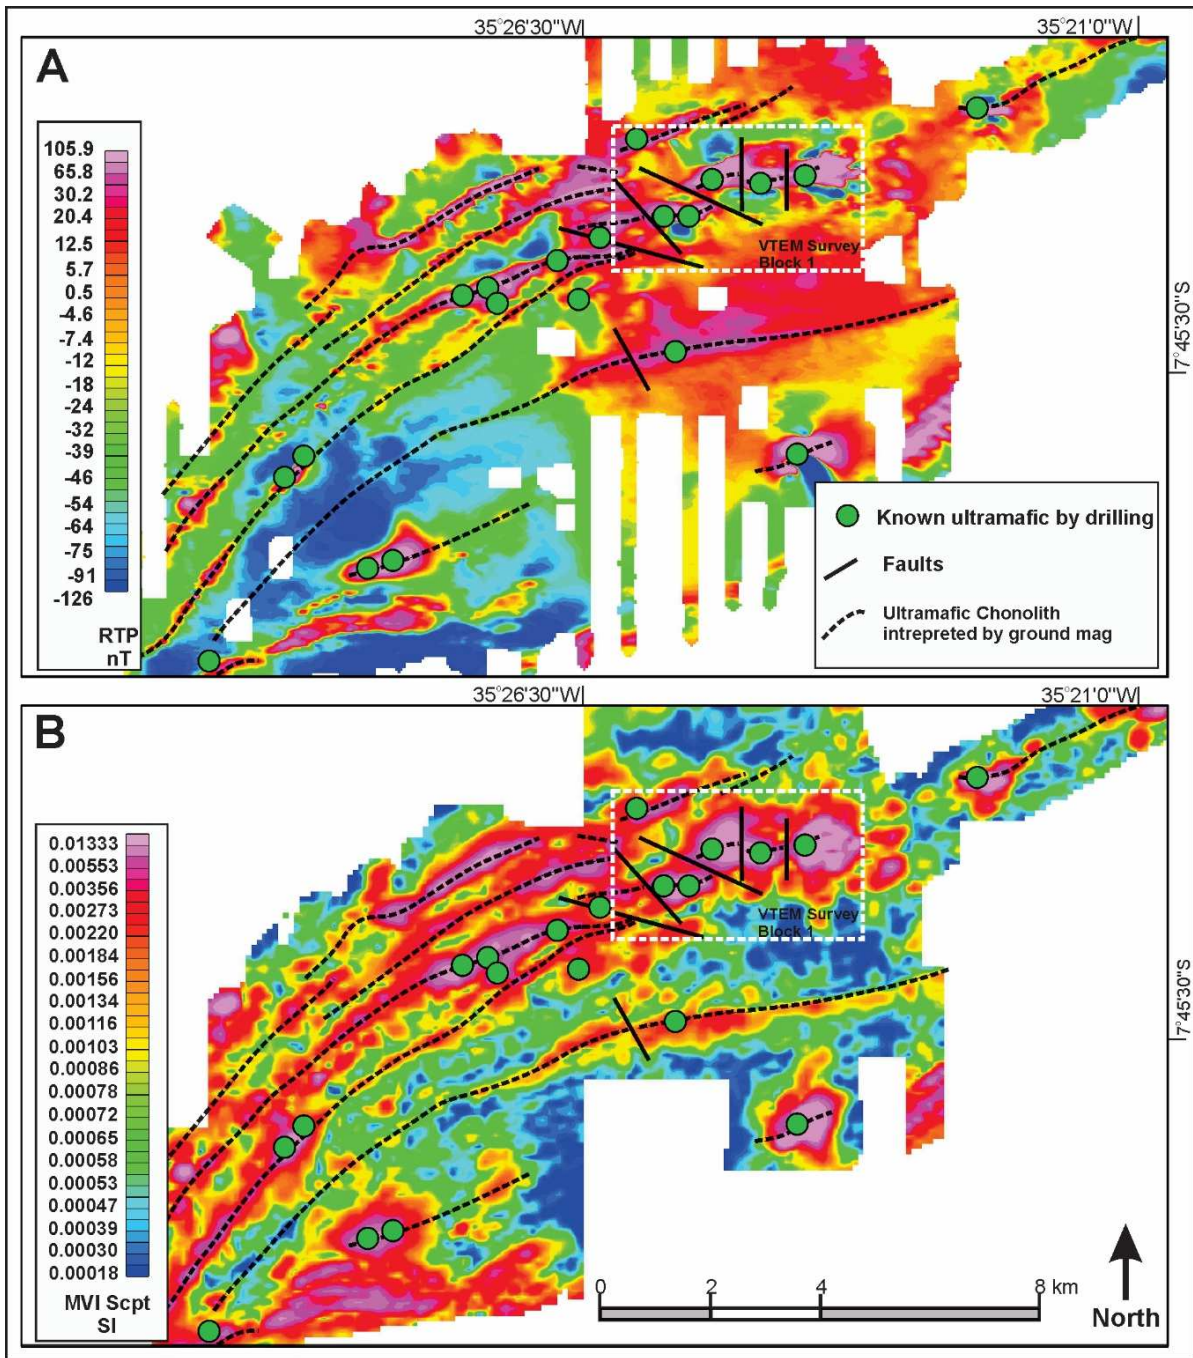 35°26'30"W
35°21'0"W
A
105.9
65.8
30.2
20.4
12.5
5.7
0.5
-4.6
-7.4
-12
-18
-24
-32
-39
-46
-54
-64
-75
-91
-126
RTP
nT
VTEM Survey
Block 1
7°45'30"S
Known ultramafic by drilling
Faults
Ultramafic Chonolith
intrepreted by ground mag
35°26'30"W
35°21'0"W
B
0.01333
0.00553
0.00356
0.00273
0.00220
0.00184
0.00156
0.00134
0.00116
0.00103
0.00086
0.00078
0.00072
0.00065
0.00058
0.00053
0.00047
0.00039
0.00030
0.00018
MVI Scpt
SI
VTEM Survey
Block 1
7°45'30"S
0 2 4 8 km
North